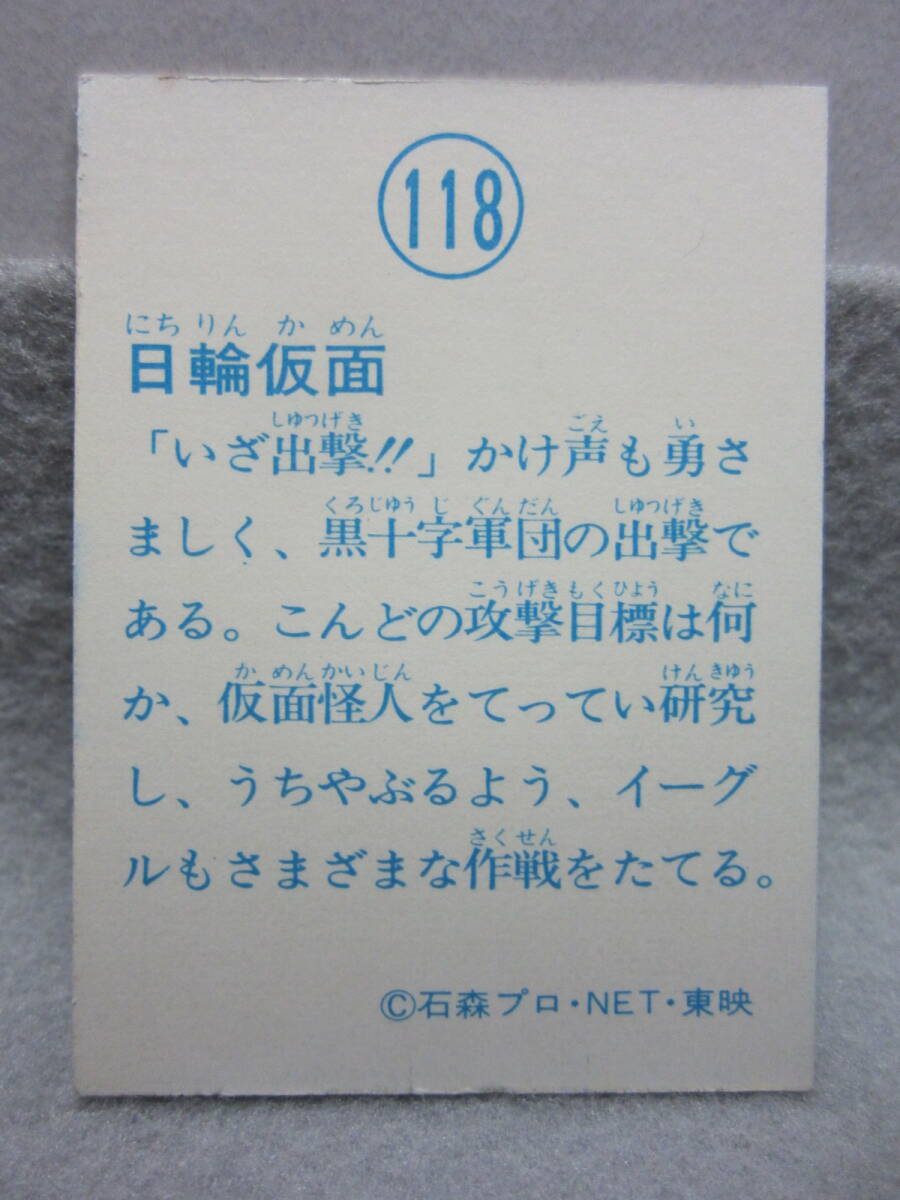 118
にちりんかめん
日輪仮面
しゅつげき ごえ い
「いざ出撃!!」かけ声も勇さ
くろじゅうじぐんだん しゅつげき
ましく、黒十字軍団の出撃で
こうげきもくひよう なに
ある。こんどの攻撃目標は何
かめんかいじん けんきゆう
か、仮面怪人をてってい研究
し、うちやぶるよう、イーグ
さくせん
ルもさまざまな作戦をたてる。
©石森プロ・NET・東映